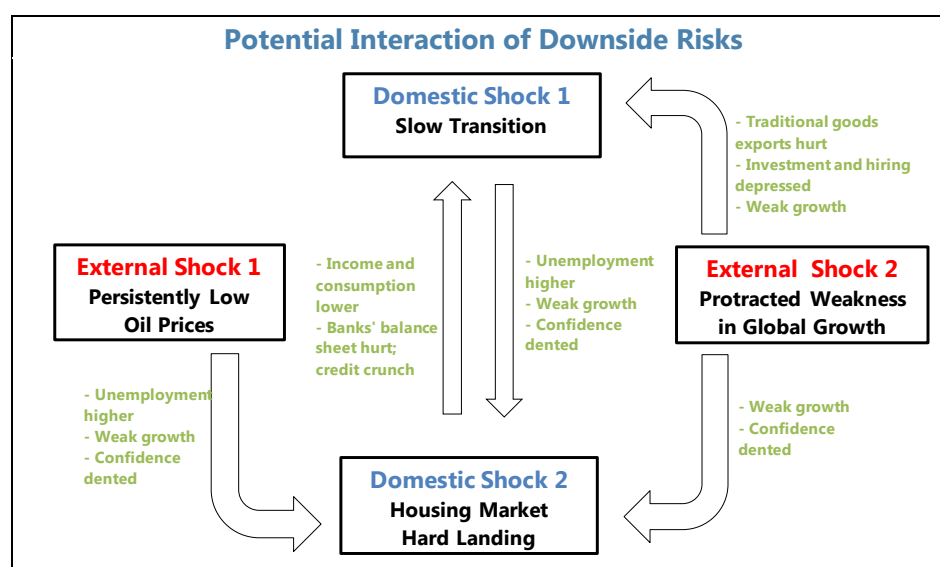 Potential Interaction of Downside Risks
Domestic Shock 1
Slow Transition
- Traditional goods
exports hurt
- Investment and hiring
depressed
- Weak growth
External Shock 1
Persistently Low
Oil Prices
- Income and
consumption
lower
- Banks' balance
sheet hurt;
credit crunch
- Unemployment
higher
- Weak growth
- Confidence
dented
External Shock 2
Protracted Weakness
in Global Growth
- Unemployment
higher
- Weak growth
- Confidence
dented
- Weak growth
- Confidence
dented
Domestic Shock 2
Housing Market
Hard Landing